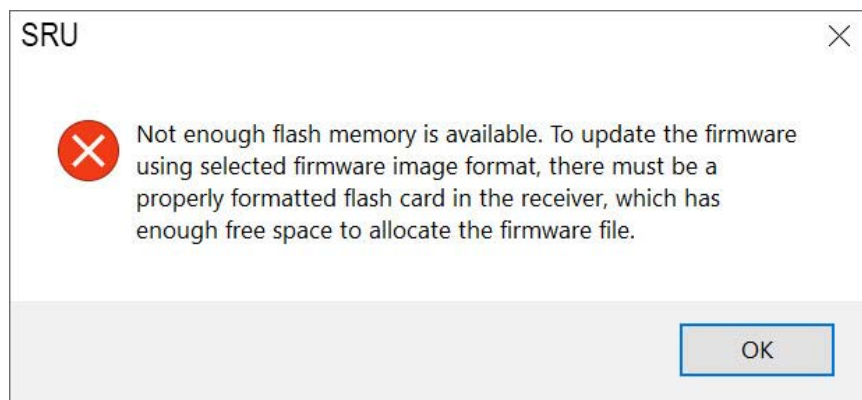 SRU
Not enough flash memory is available. To update the firmware
using selected firmware image format, there must be a
properly formatted flash card in the receiver, which has
enough free space to allocate the firmware file.
OK